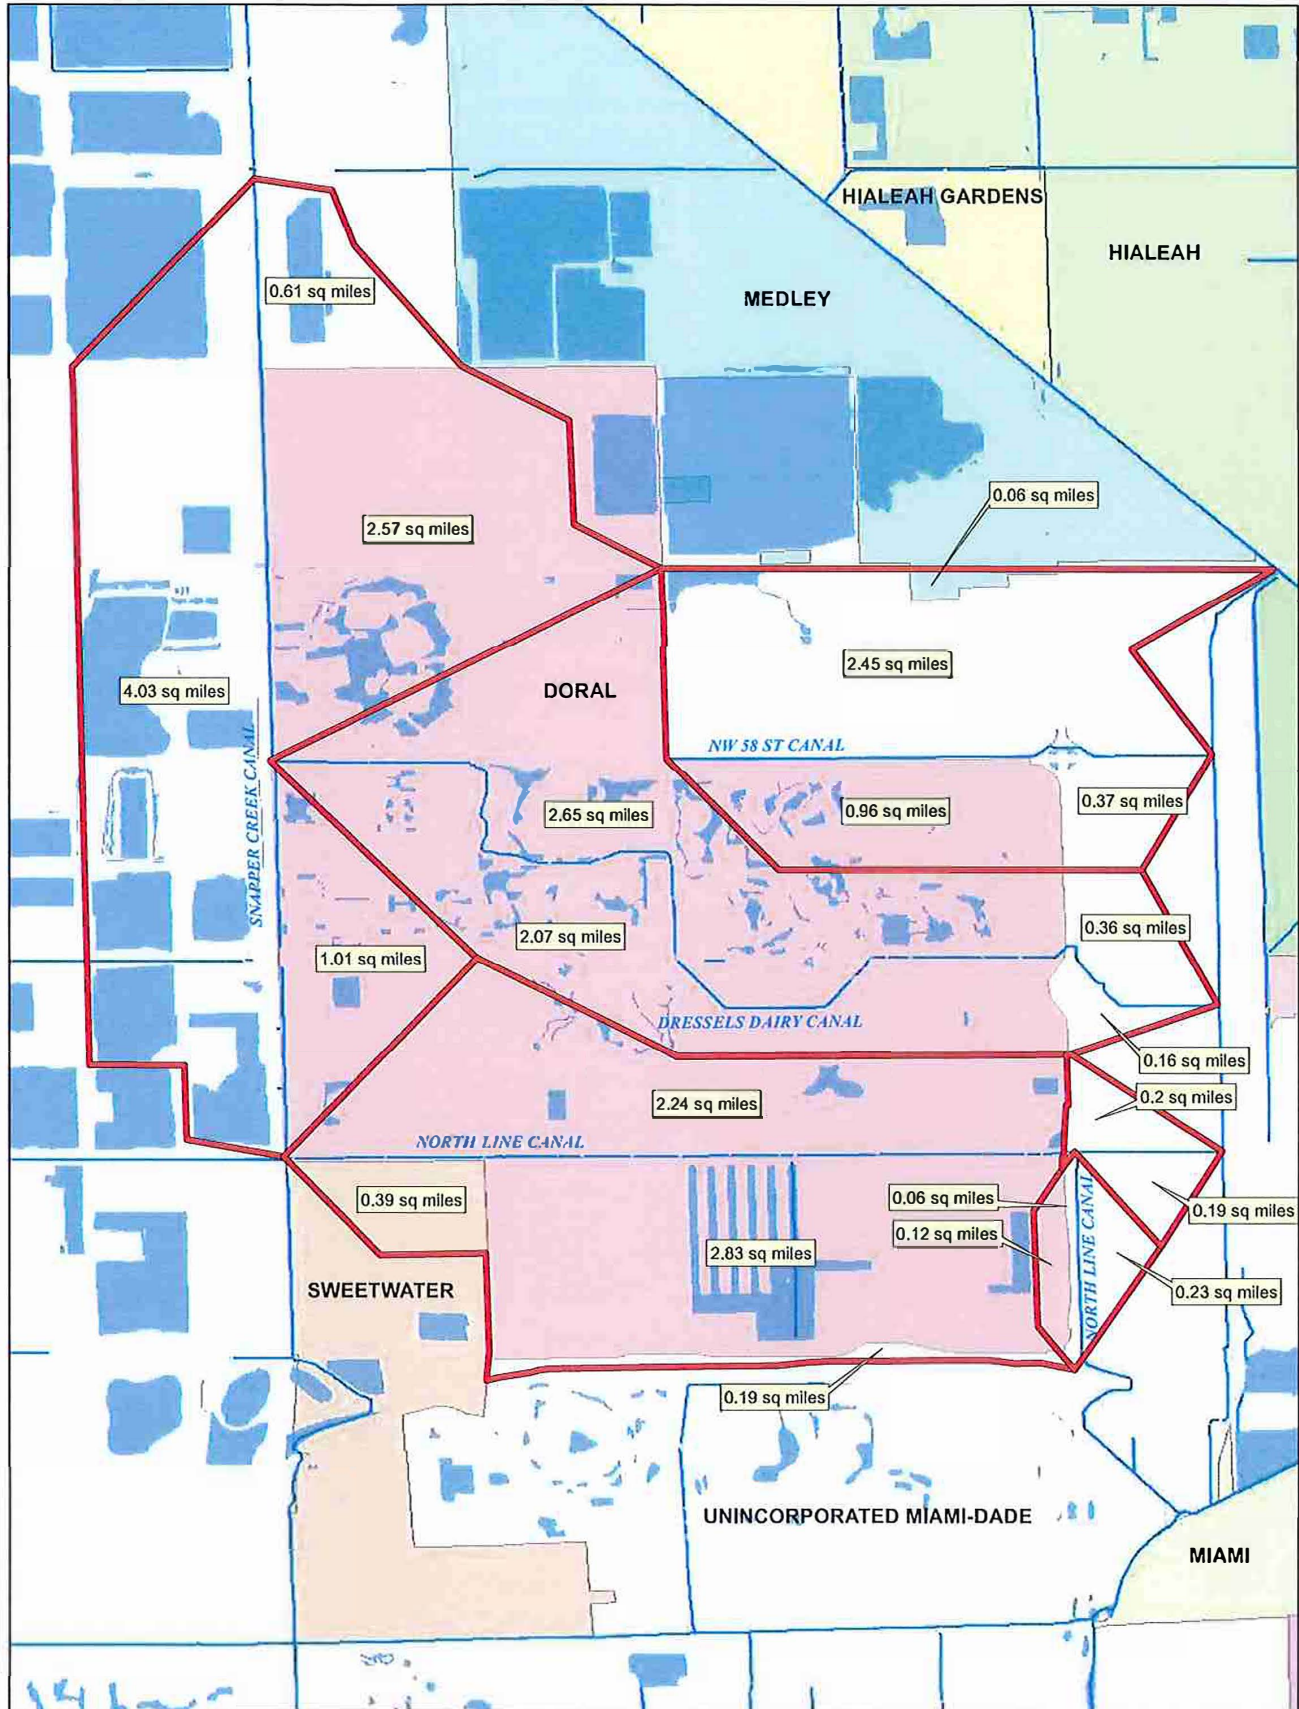 HIALEAH GARDENS
HIALEAH
0.61 sq miles
MEDLEY
0.06 sq miles
2.57 sq miles
2.45 sq miles
4.03 sq miles
DORAL
NW 58 ST CANAL
SNAPPER CREEK CANAL
2.65 sq miles
0.96 sq miles
0.37 sq miles
2.07 sq miles
0.36 sq miles
1.01 sq miles
DRESSELS DAIRY CANAL
0.16 sq miles
2.24 sq miles
0.2 sq miles
NORTH LINE CANAL
0.39 sq miles
0.06 sq miles
0.19 sq miles
0.12 sq miles
2.83 sq miles
NORTH LINE CANAL
SWEETWATER
0.23 sq miles
0.19 sq miles
UNINCORPORATED MIAMI-DADE
MIAMI